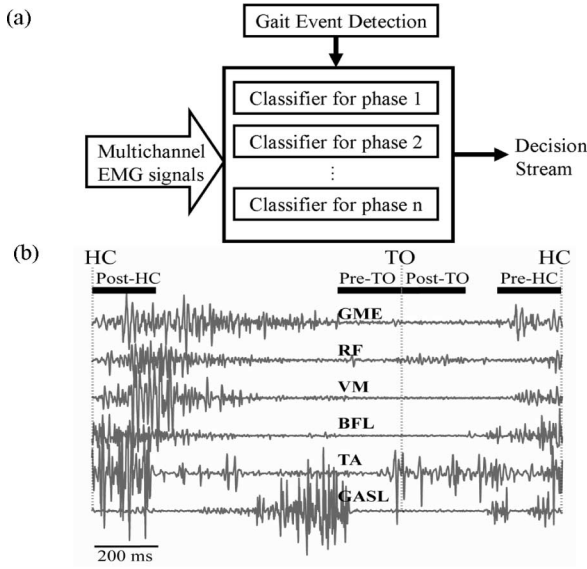 (a)
Gait Event Detection
Classifier for phase 1
Classifier for phase 2
⋮
Classifier for phase n
Multichannel
EMG signals
Decision
Stream
(b)
HC TO HC
Post-HC Pre-TO Post-TO Pre-HC
GME
RF
VM
BFL
TA
GASL
200 ms